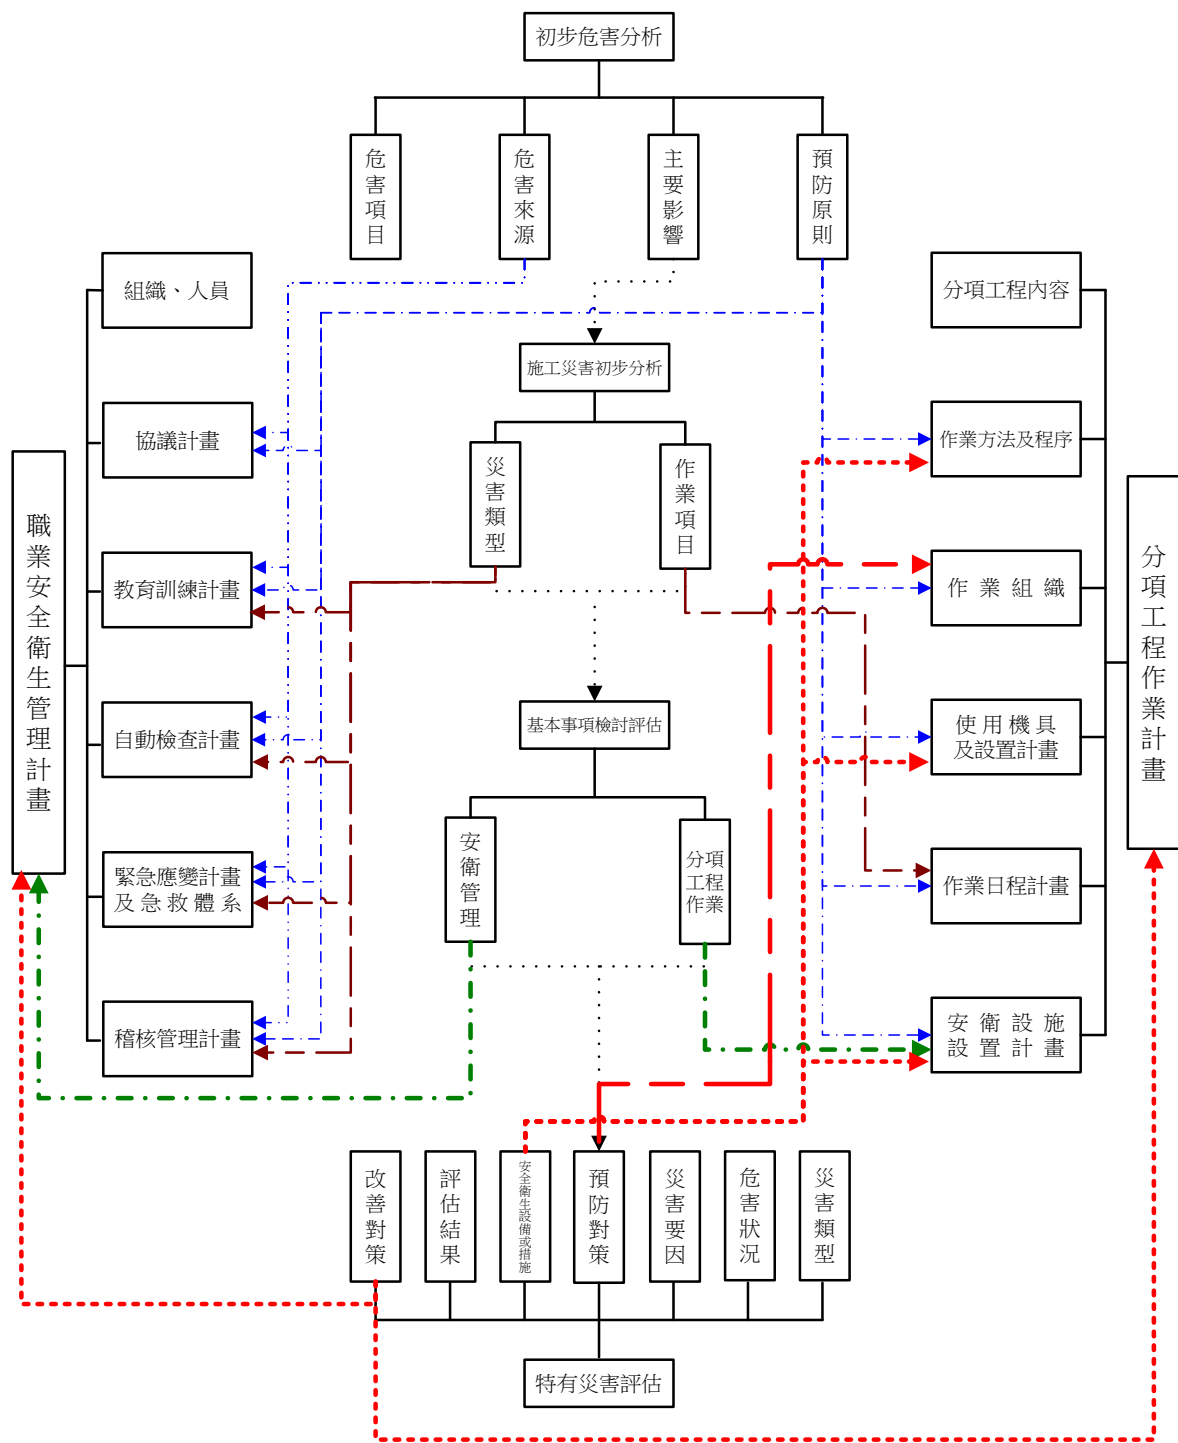 初步危害分析
危害項目
危害來源
主要影響
預防原則
組織、人員
分項工程內容
施工災害初步分析
協議計畫
作業方法及程序
災害類型
作業項目
職業安全衛生管理計畫
分項工程作業計畫
教育訓練計畫
作業組織
自動檢查計畫
基本事項檢討評估
使用機具
及設置計畫
安衛管理
分項
工程
作業
緊急應變計畫
及急救體系
作業日程計畫
稽核管理計畫
安衛設施
設置計畫
改善對策
評估結果
安全衛生設備或措施
預防對策
災害要因
危害狀況
災害類型
特有災害評估